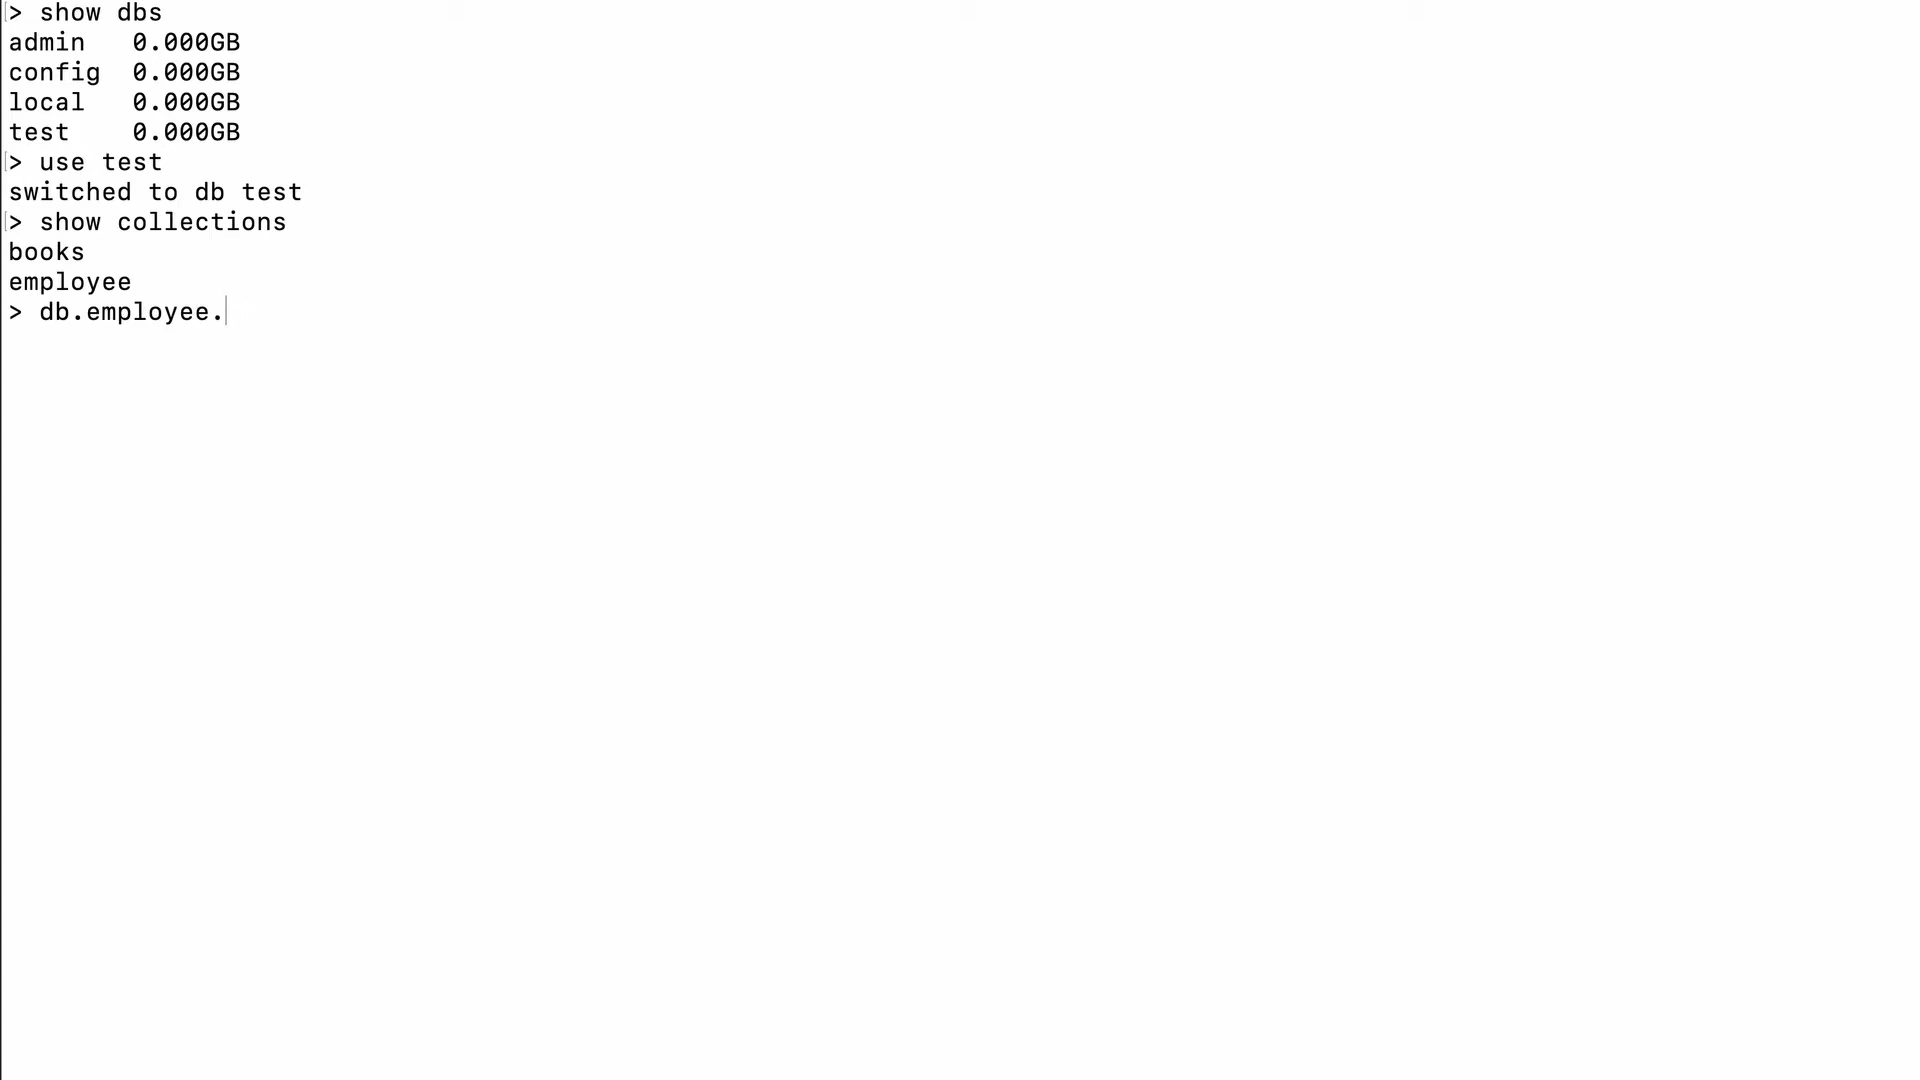 > show dbs
admin   0.000GB
config  0.000GB
local   0.000GB
test    0.000GB
> use test
switched to db test
> show collections
books
employee
> db.employee.